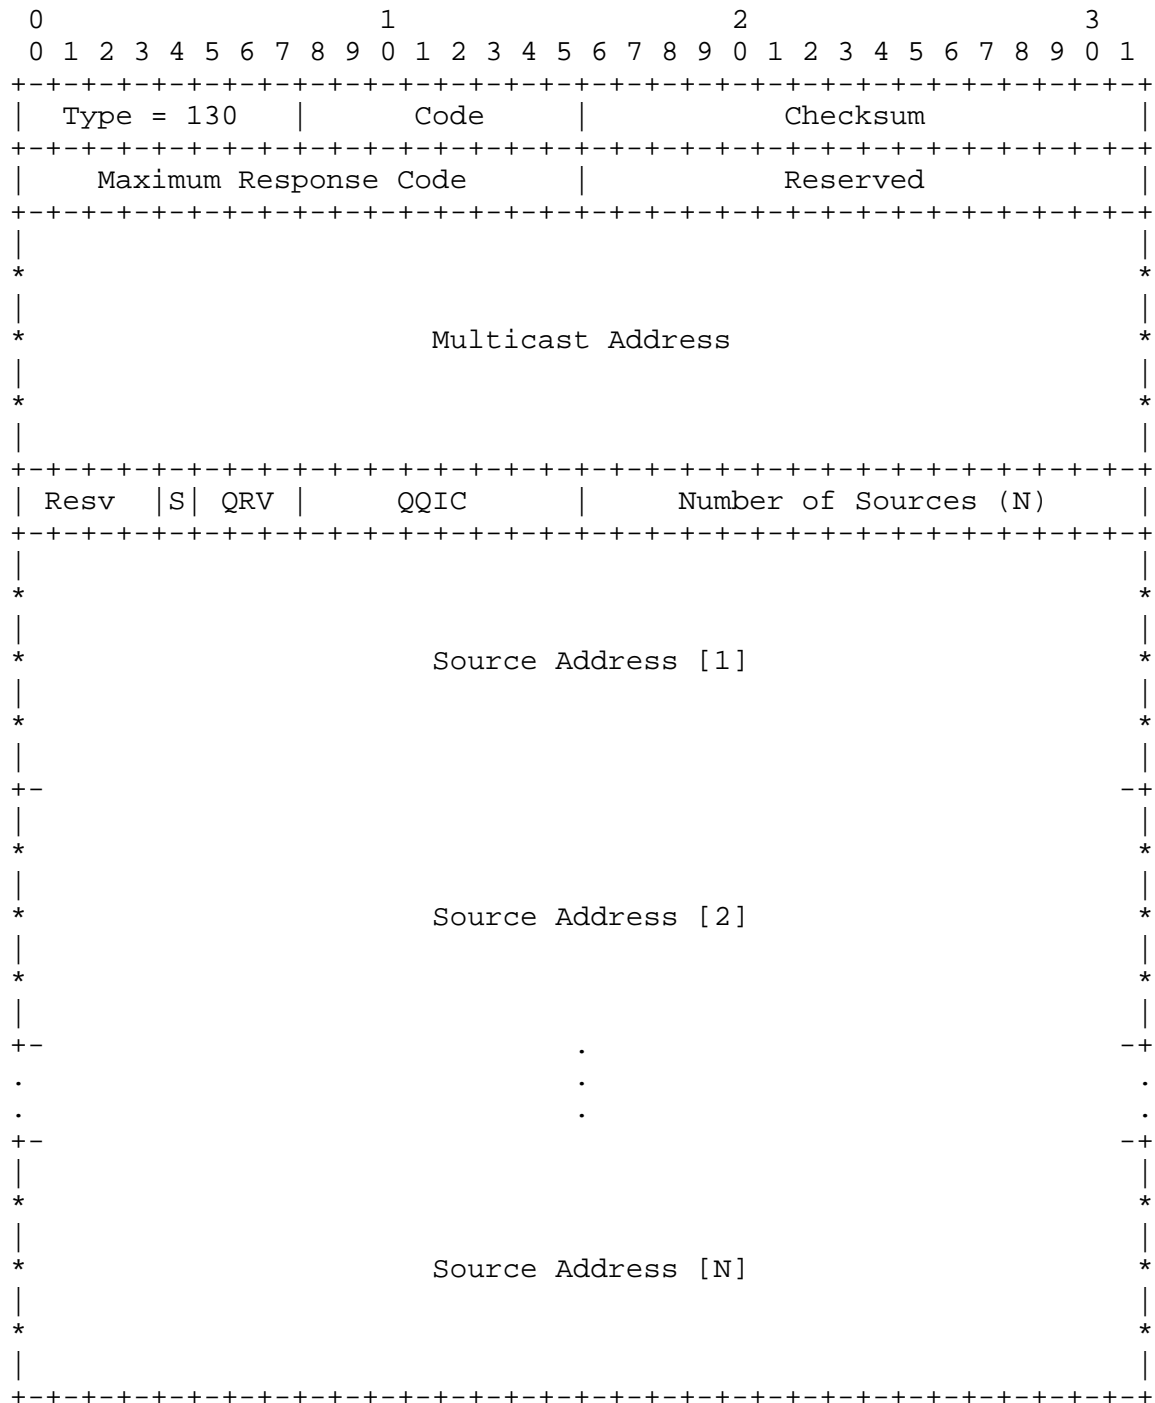 0                   1                   2                   3
 0 1 2 3 4 5 6 7 8 9 0 1 2 3 4 5 6 7 8 9 0 1 2 3 4 5 6 7 8 9 0 1
+-+-+-+-+-+-+-+-+-+-+-+-+-+-+-+-+-+-+-+-+-+-+-+-+-+-+-+-+-+-+-+-+
|  Type = 130   |      Code     |           Checksum            |
+-+-+-+-+-+-+-+-+-+-+-+-+-+-+-+-+-+-+-+-+-+-+-+-+-+-+-+-+-+-+-+-+
|    Maximum Response Code      |           Reserved            |
+-+-+-+-+-+-+-+-+-+-+-+-+-+-+-+-+-+-+-+-+-+-+-+-+-+-+-+-+-+-+-+-+
|                                                               |
*                                                               *
|                                                               |
*                       Multicast Address                       *
|                                                               |
*                                                               *
|                                                               |
+-+-+-+-+-+-+-+-+-+-+-+-+-+-+-+-+-+-+-+-+-+-+-+-+-+-+-+-+-+-+-+-+
| Resv  |S| QRV |     QQIC      |     Number of Sources (N)     |
+-+-+-+-+-+-+-+-+-+-+-+-+-+-+-+-+-+-+-+-+-+-+-+-+-+-+-+-+-+-+-+-+
|                                                               |
*                                                               *
|                                                               |
*                       Source Address [1]                      *
|                                                               |
*                                                               *
|                                                               |
+-                                                             -+
|                                                               |
*                                                               *
|                                                               |
*                       Source Address [2]                      *
|                                                               |
*                                                               *
|                                                               |
+-                              .                              -+
.                               .                               .
.                               .                               .
+-                                                             -+
|                                                               |
*                                                               *
|                                                               |
*                       Source Address [N]                      *
|                                                               |
*                                                               *
|                                                               |
+-+-+-+-+-+-+-+-+-+-+-+-+-+-+-+-+-+-+-+-+-+-+-+-+-+-+-+-+-+-+-+-+